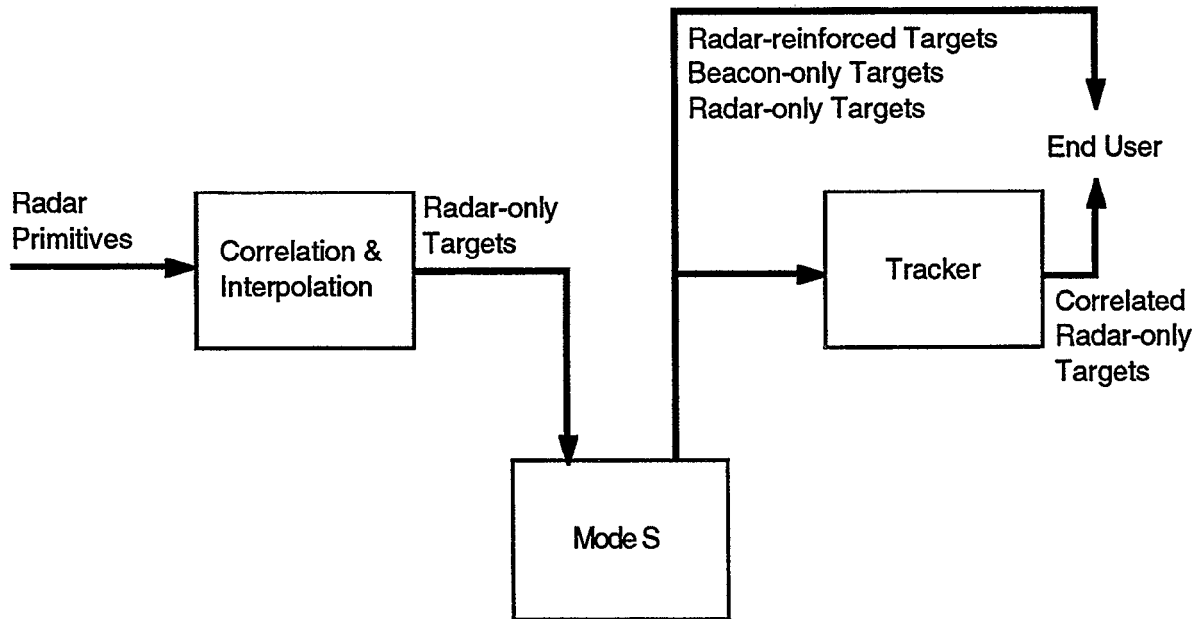 Radar-reinforced Targets
Beacon-only Targets
Radar-only Targets
End User
Radar
Primitives
Correlation &
Interpolation
Radar-only
Targets
Tracker
Correlated
Radar-only
Targets
Mode S